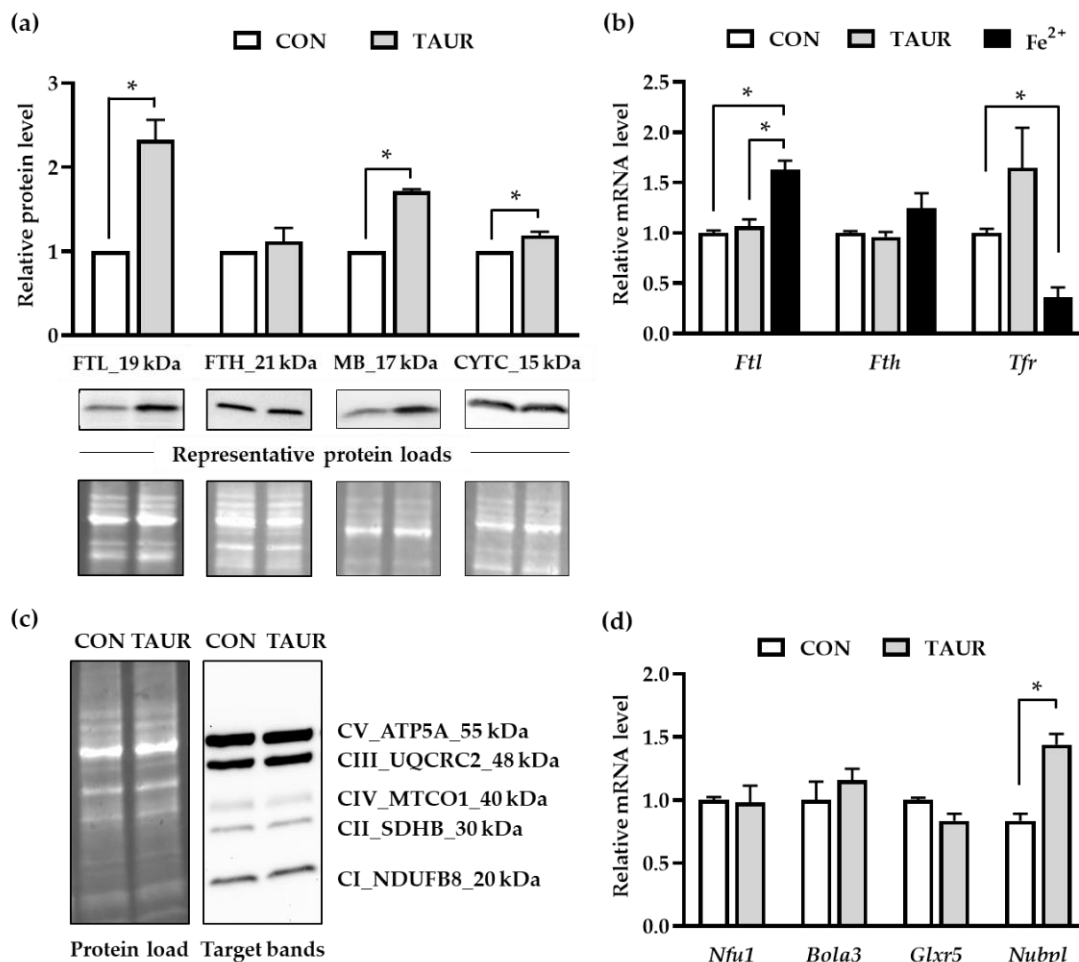 (a)
CON TAUR
Relative protein level
3
2
1
0
* * *
FTL_19 kDa FTH_21 kDa MB_17 kDa CYTC_15 kDa
Representative protein loads
(b)
CON TAUR Fe²⁺
Relative mRNA level
2.5
2.0
1.5
1.0
0.5
0.0
* * *
Ftl Fth Tfr
(c)
CON TAUR CON TAUR
CV_ATP5A_55 kDa
CIII_UQCRC2_48 kDa
CIV_MTCO1_40 kDa
CII_SDHB_30 kDa
CI_NDUFB8_20 kDa
Protein load Target bands
(d)
CON TAUR
Relative mRNA level
2.0
1.5
1.0
0.5
0.0
*
Nfu1 Bola3 Glxr5 Nubpl